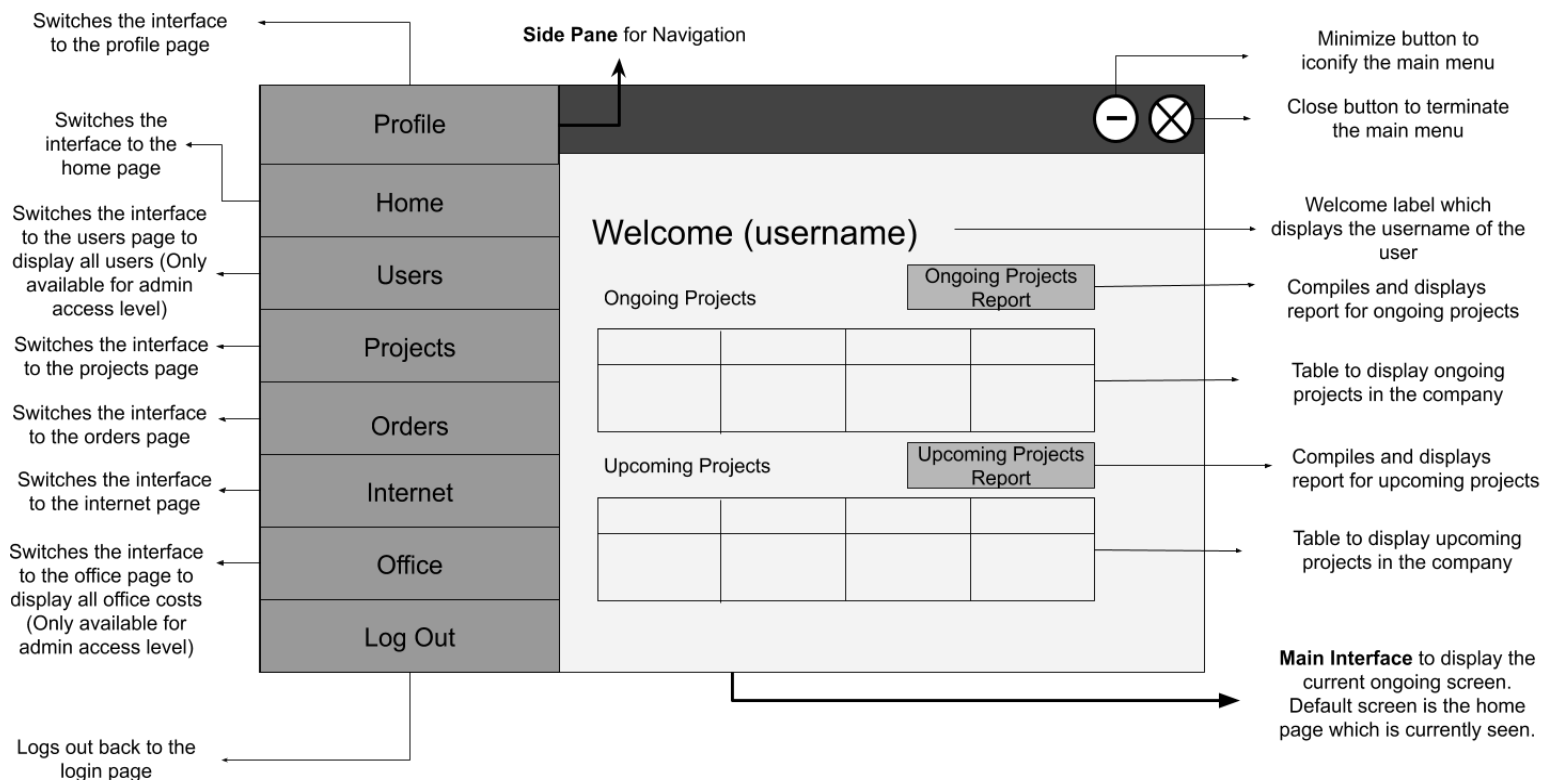 Switches the interface
to the profile page
Side Pane for Navigation
Minimize button to
iconify the main menu
Close button to terminate
the main menu
Switches the
interface to the
home page
Switches the interface
to the users page to
display all users (Only
available for admin
access level)
Switches the interface
to the projects page
Switches the interface
to the orders page
Switches the interface
to the internet page
Switches the interface
to the office page to
display all office costs
(Only available for
admin access level)
Logs out back to the
login page
Profile
Home
Users
Projects
Orders
Internet
Office
Log Out
Welcome (username)
Ongoing Projects
Ongoing Projects
Report
Upcoming Projects
Upcoming Projects
Report
Welcome label which
displays the username of the
user
Compiles and displays
report for ongoing projects
Table to display ongoing
projects in the company
Compiles and displays
report for upcoming projects
Table to display upcoming
projects in the company
Main Interface to display the
current ongoing screen.
Default screen is the home
page which is currently seen.